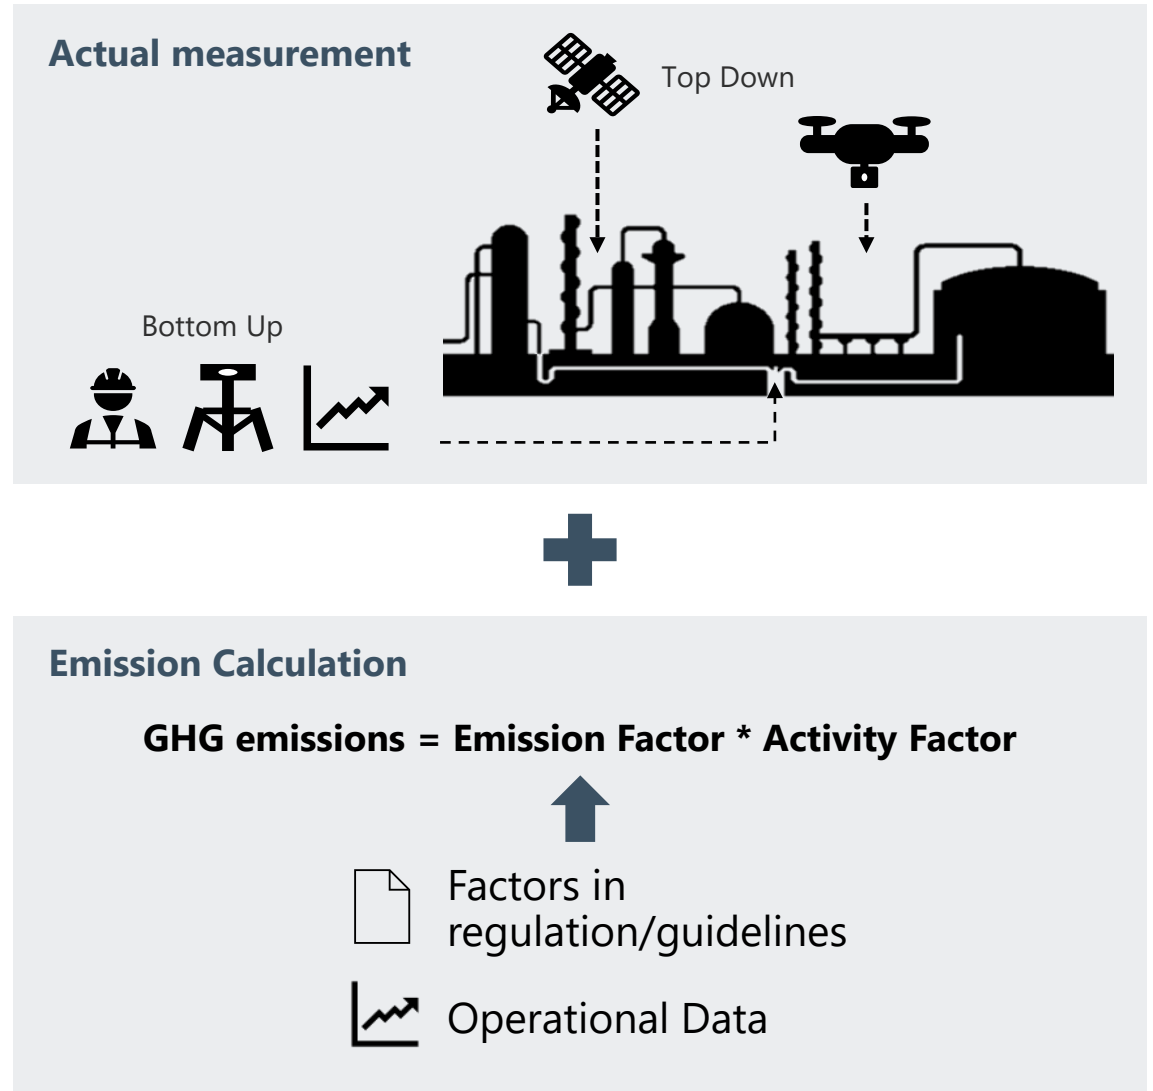 Actual measurement
Top Down
Bottom Up
Emission Calculation
GHG emissions = Emission Factor * Activity Factor
Factors in
regulation/guidelines
Operational Data